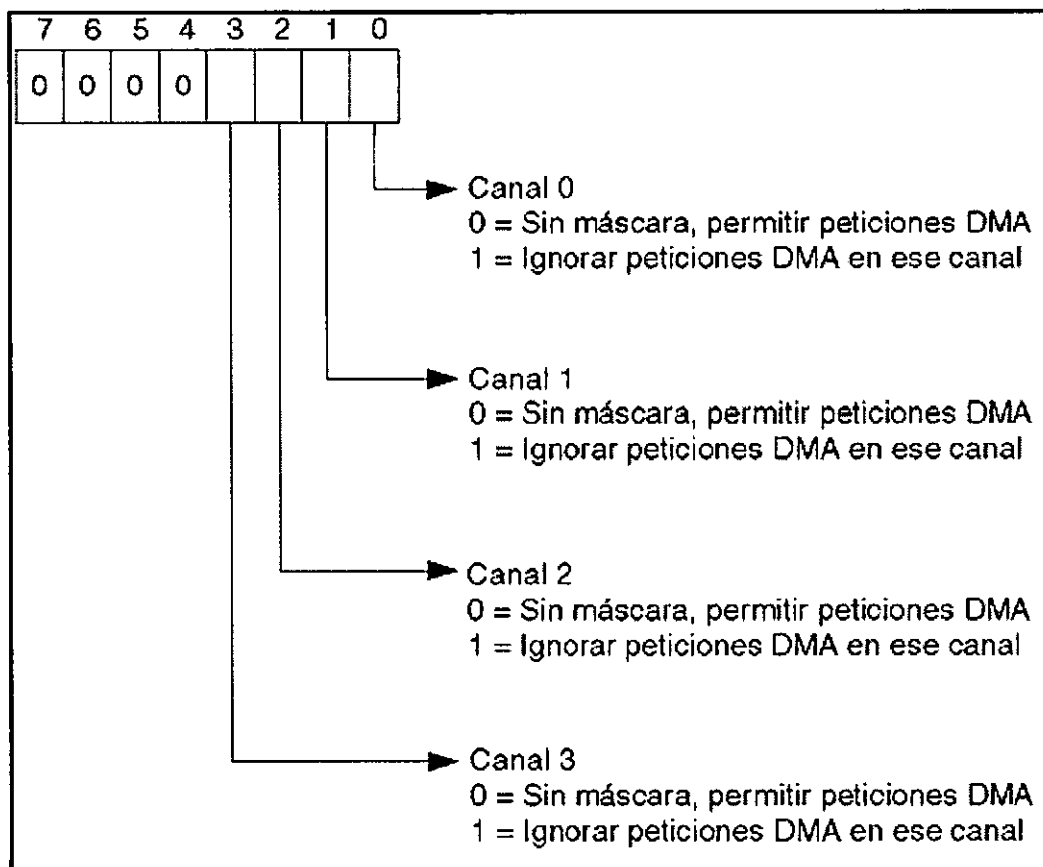 7 6 5 4 3 2 1 0
0 0 0 0
Canal 0
0 = Sin máscara, permitir peticiones DMA
1 = Ignorar peticiones DMA en ese canal
Canal 1
0 = Sin máscara, permitir peticiones DMA
1 = Ignorar peticiones DMA en ese canal
Canal 2
0 = Sin máscara, permitir peticiones DMA
1 = Ignorar peticiones DMA en ese canal
Canal 3
0 = Sin máscara, permitir peticiones DMA
1 = Ignorar peticiones DMA en ese canal